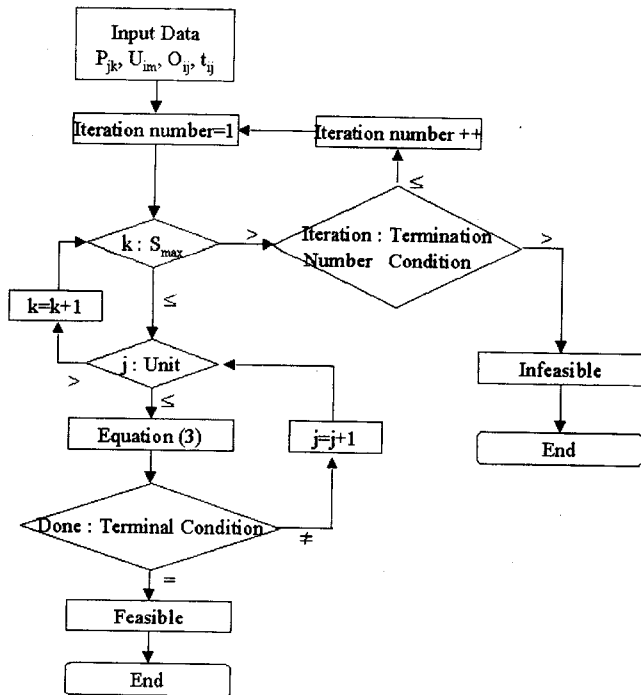 Input Data
P_jk, U_im, O_ij, t_ij
Iteration number=1
Iteration number ++
≤
k : S_max
>
Iteration : Termination
Number Condition
>
k=k+1
≤
j : Unit
>
≤
Infeasible
Equation (3)
j=j+1
End
Done : Terminal Condition
≠
=
Feasible
End